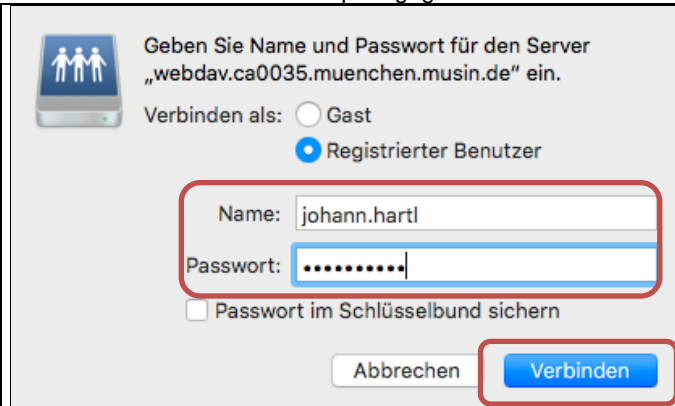 Geben Sie Name und Passwort für den Server
„webdav.ca0035.muenchen.musin.de“ ein.
Verbinden als: Gast
Registrierter Benutzer
Name: johann.hartl
Passwort: ••••••••••
Passwort im Schlüsselbund sichern
Abbrechen Verbinden